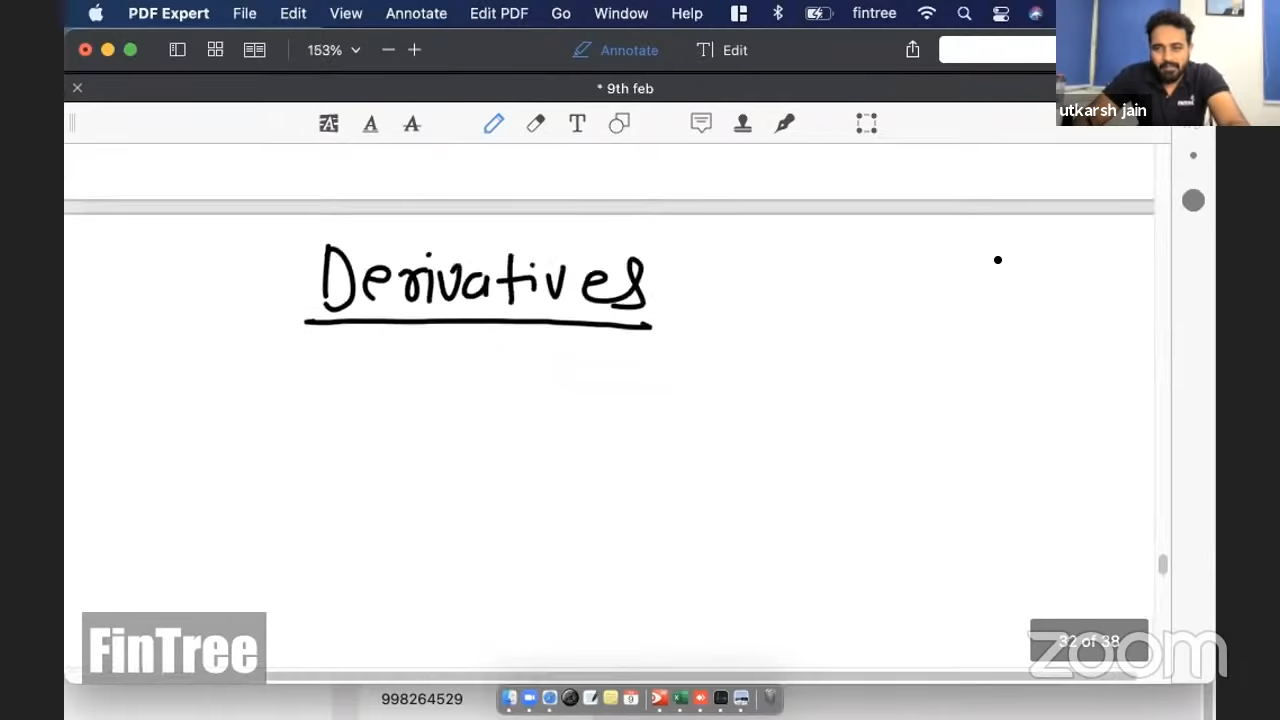 PDF Expert File Edit View Annotate Edit PDF Go Window Help fintree
153% Annotate T Edit
utkarsh jain
* 9th feb
A A A T
Derivatives
FinTree
32 of 38
zoom
998264529